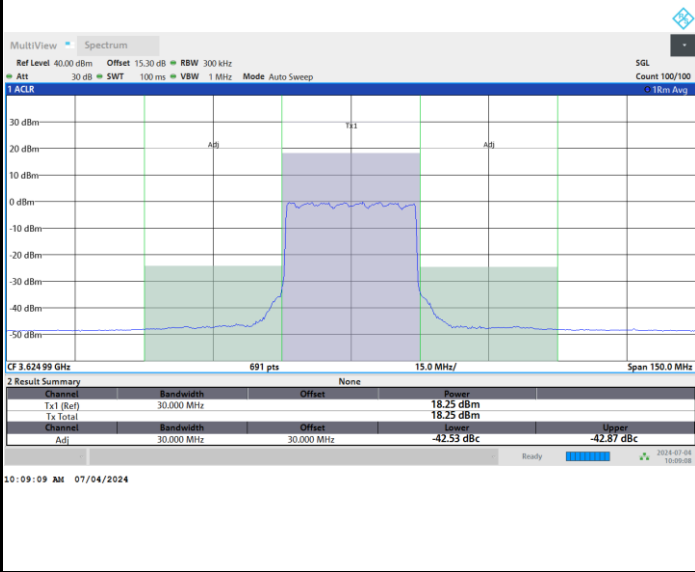 MultiView Spectrum
Ref Level 40.00 dBm Offset 15.30 dB RBW 300 kHz SGL
Att 30 dB SWT 100 ms VBW 1 MHz Mode Auto Sweep Count 100/100
1 ACLR 1Rm Avg
30 dBm
Tx1
20 dBm
Adj Adj
10 dBm
0 dBm
-10 dBm
-20 dBm
-30 dBm
-40 dBm
-50 dBm
CF 3.62499 GHz 691 pts 15.0 MHz/ Span 150.0 MHz
2 Result Summary None
Channel Bandwidth Offset Power
Tx1 (Ref) 30.000 MHz 18.25 dBm
Tx Total 18.25 dBm
Channel Bandwidth Offset Lower Upper
Adj 30.000 MHz 30.000 MHz -42.53 dBc -42.87 dBc
Ready 2024-07-08
10:09:08
10:09:09 AM 07/04/2024